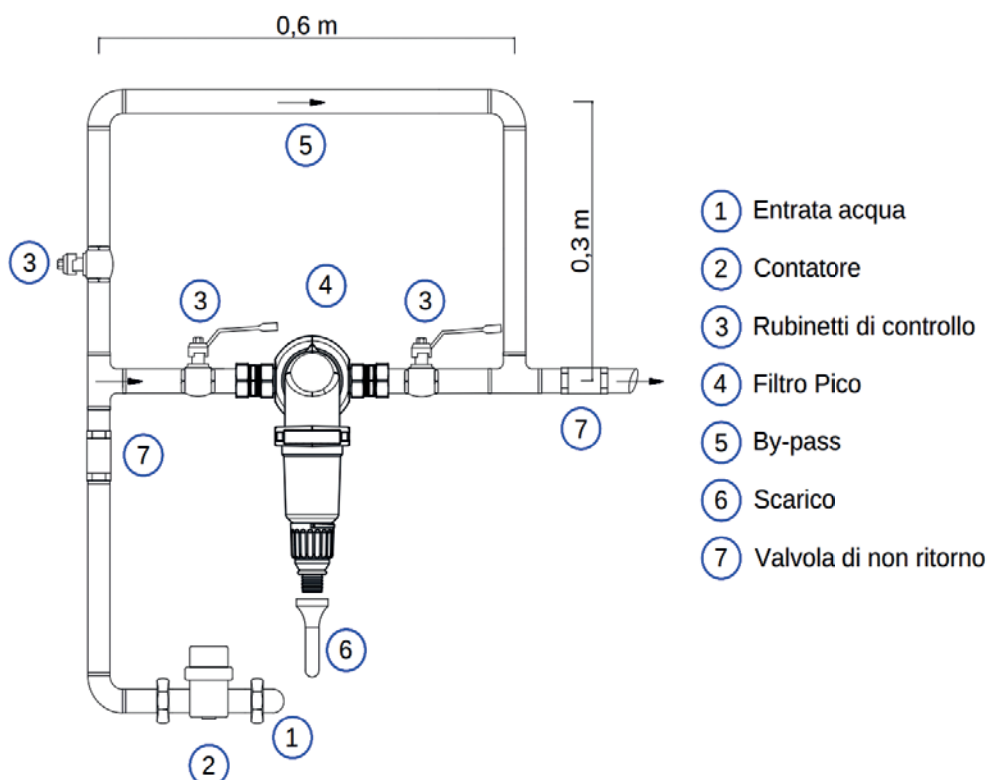 0,6 m
5
3
3
4
3
0,3 m
7
7
6
1
2
1 Entrata acqua
2 Contatore
3 Rubinetti di controllo
4 Filtro Pico
5 By-pass
6 Scarico
7 Valvola di non ritorno